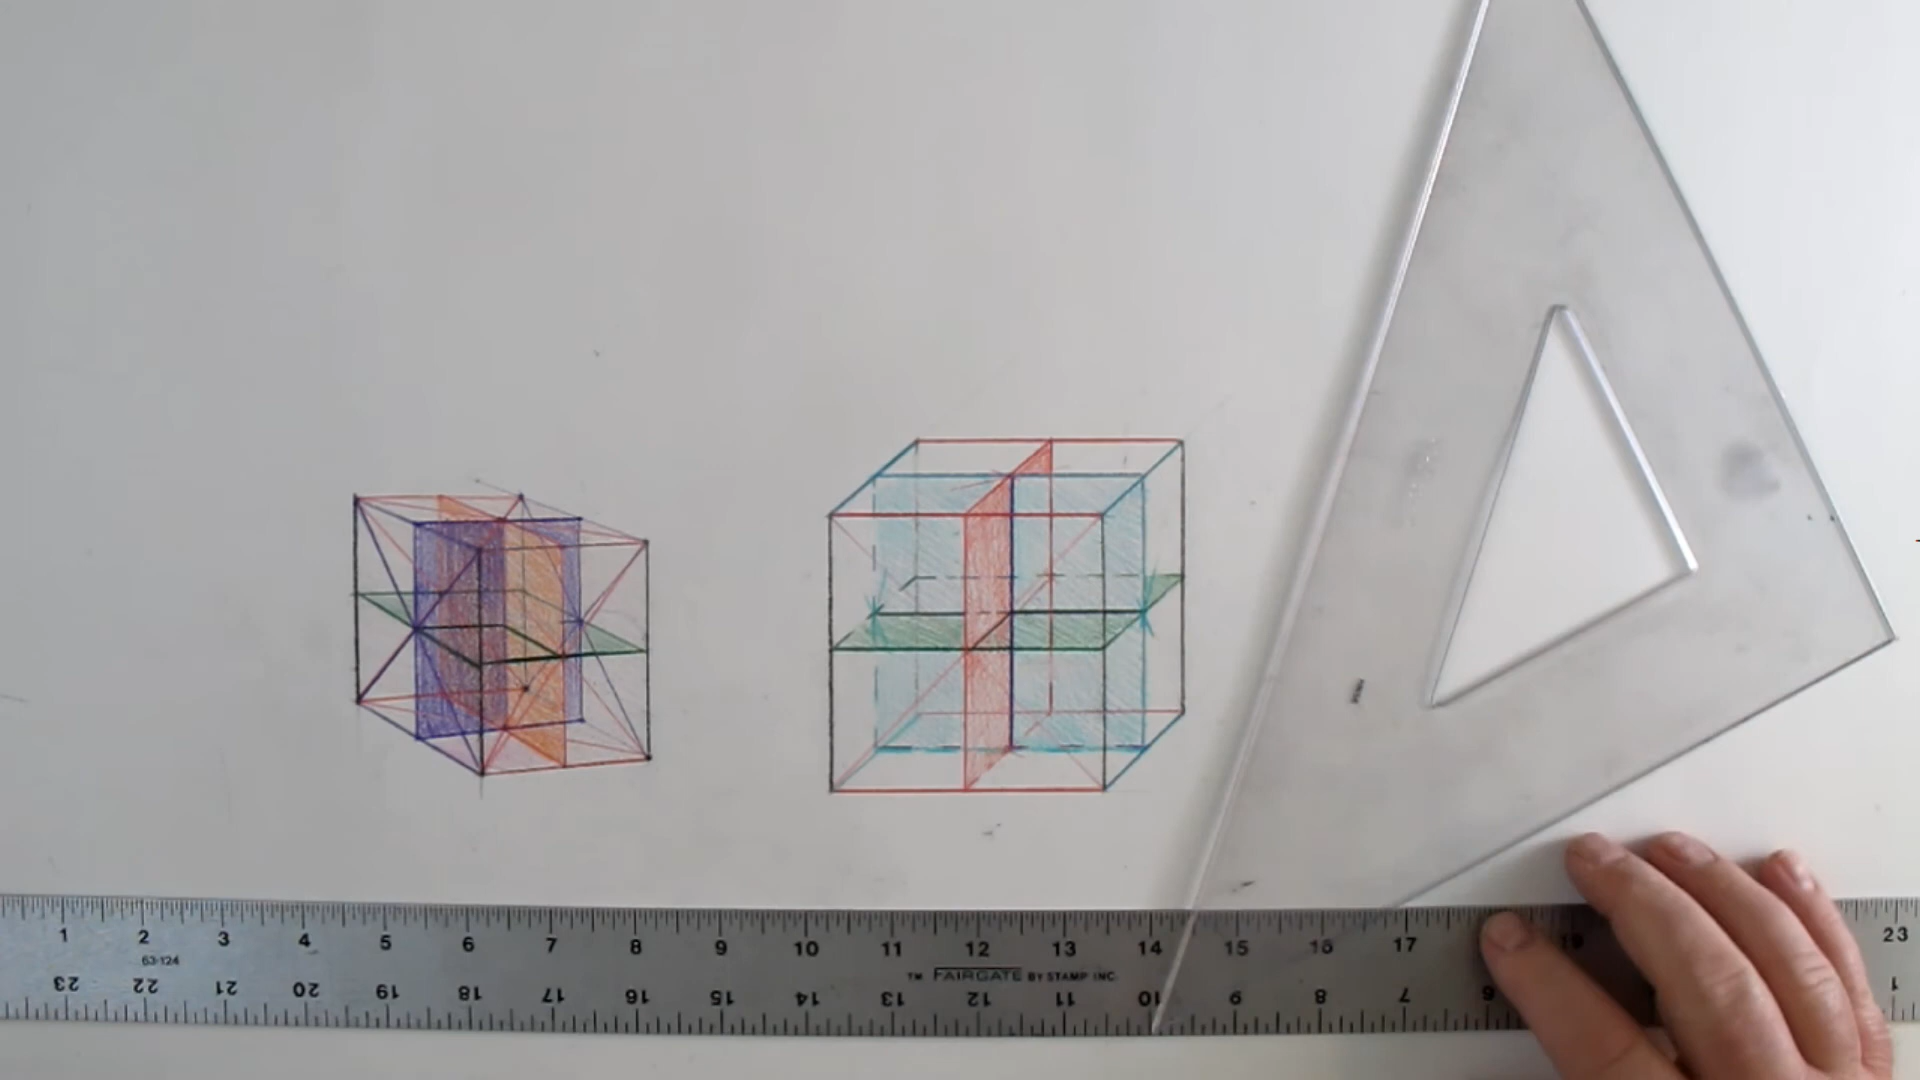 1 2 3 4 5 6 7 8 9 10 11 12 13 14 15 16 17 23
63-124
™ FAIRGATE BY STAMP INC
23 22 21 20 19 18 17 16 15 14 13 12 11 10 9 8 7 6 1